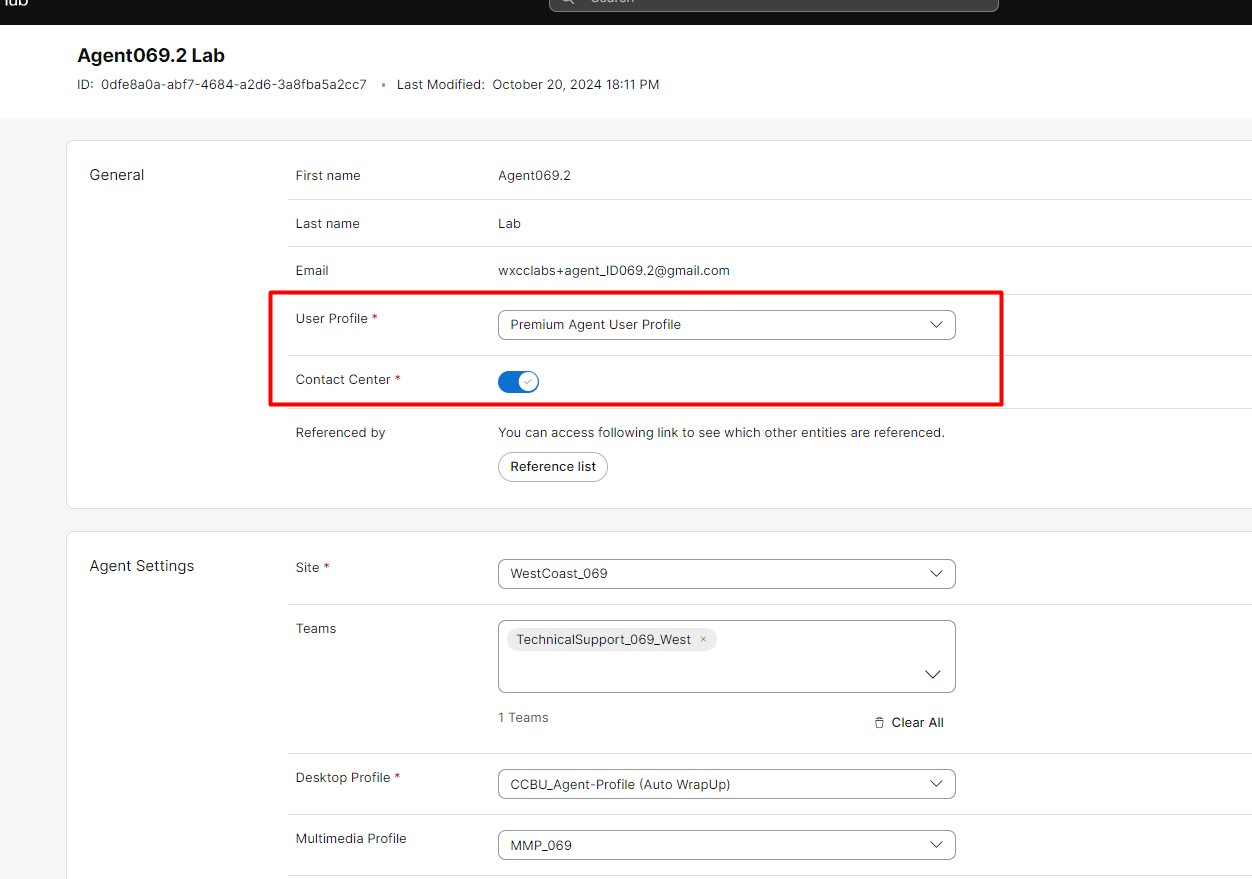 Agent069.2 Lab
ID: 0dfe8a0a-abf7-4684-a2d6-3a8fba5a2cc7 • Last Modified: October 20, 2024 18:11 PM
General
First name Agent069.2
Last name Lab
Email wxcclabs+agent_ID069.2@gmail.com
User Profile * Premium Agent User Profile
Contact Center *
Referenced by You can access following link to see which other entities are referenced.
Reference list
Agent Settings
Site * WestCoast_069
Teams TechnicalSupport_069_West ×
1 Teams Clear All
Desktop Profile * CCBU_Agent-Profile (Auto WrapUp)
Multimedia Profile MMP_069